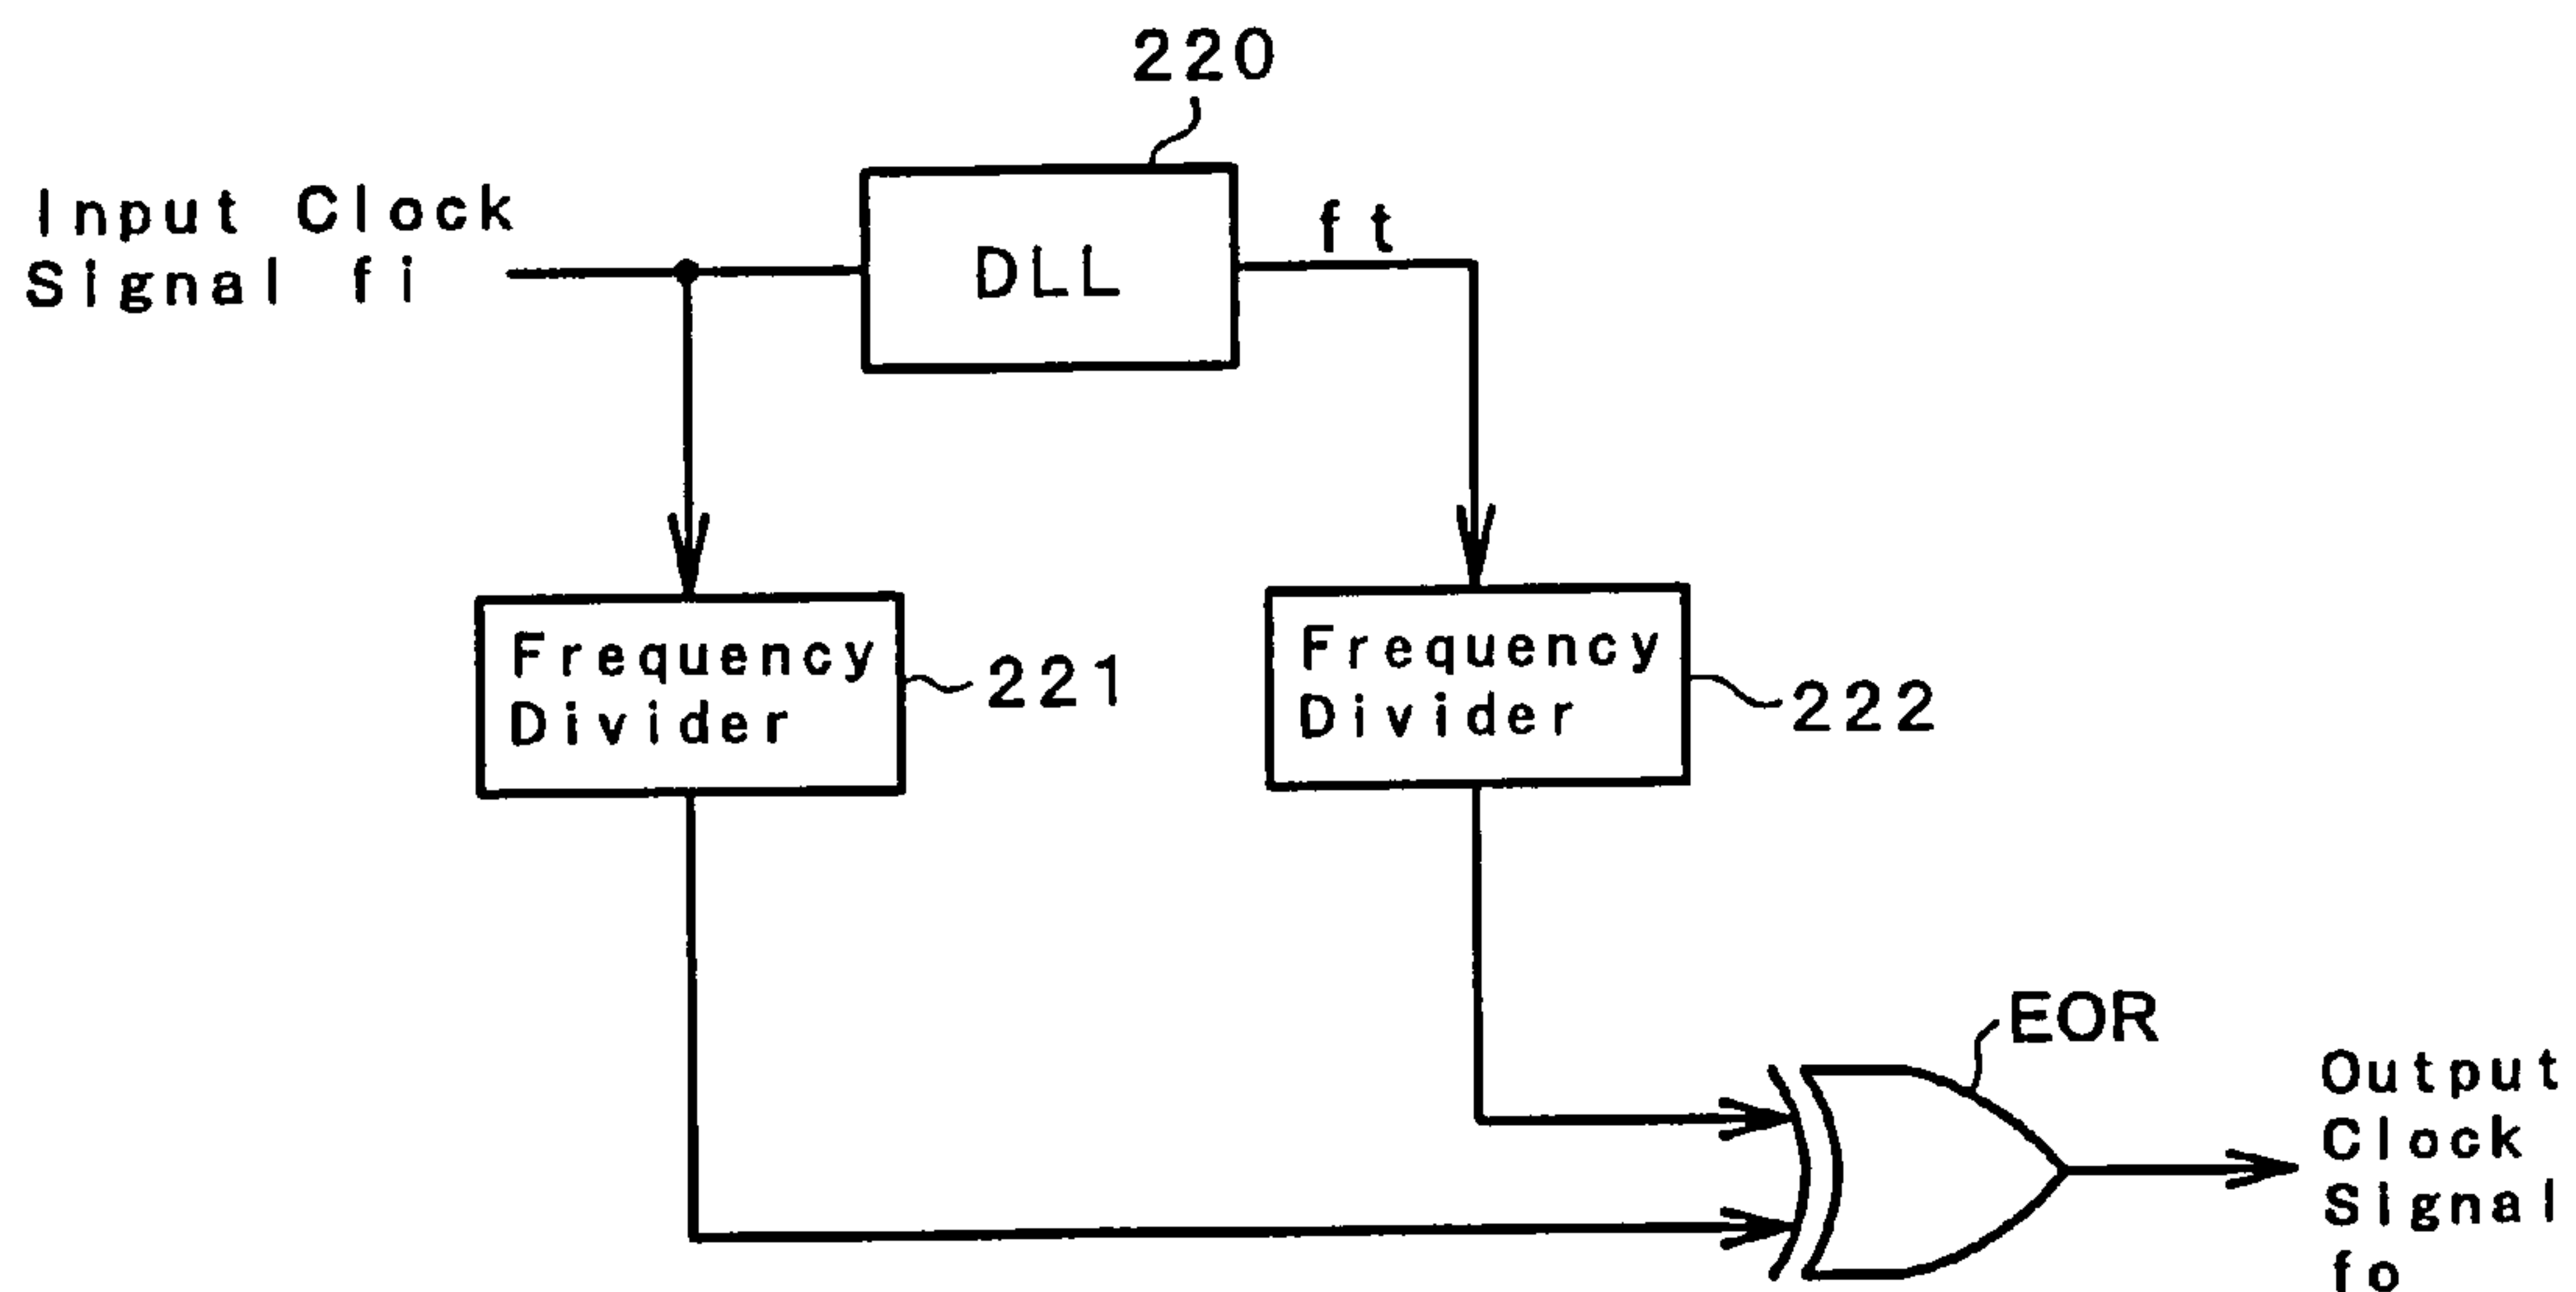 220
Input Clock
Signal fi
DLL
ft
Frequency
Divider
221
Frequency
Divider
222
EOR
Output
Clock
Signal
fo